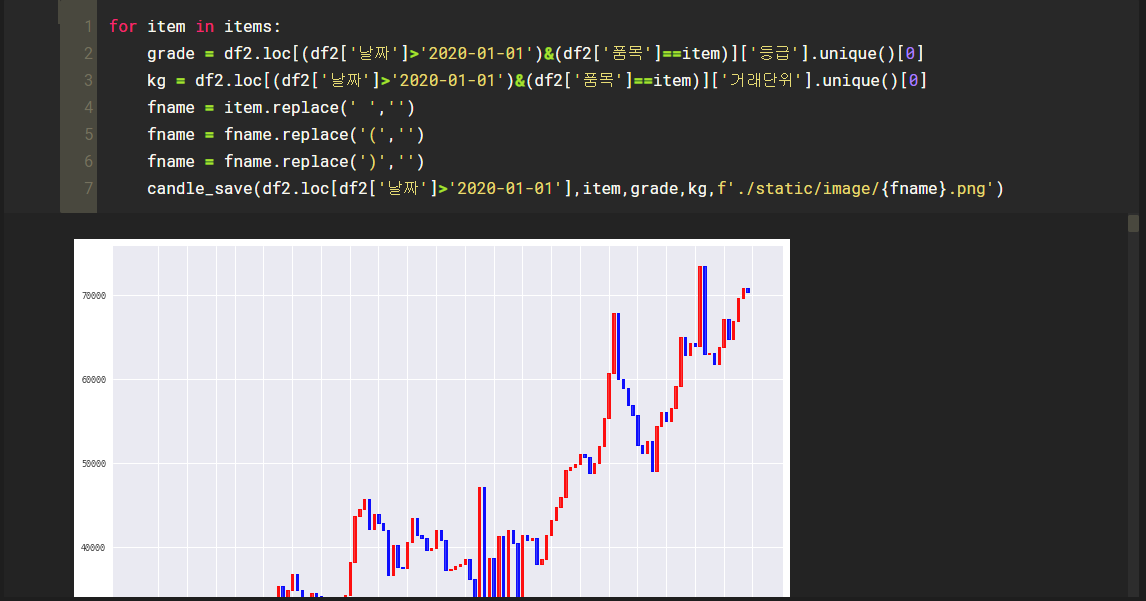 1 for item in items:
2 grade = df2.loc[(df2['날짜']>'2020-01-01')&(df2['품목']==item)]['등급'].unique()[0]
3 kg = df2.loc[(df2['날짜']>'2020-01-01')&(df2['품목']==item)]['거래단위'].unique()[0]
4 fname = item.replace(' ','')
5 fname = fname.replace('(','')
6 fname = fname.replace(')','')
7 candle_save(df2.loc[df2['날짜']>'2020-01-01'],item,grade,kg,f'./static/image/{fname}.png')
70000
60000
50000
40000